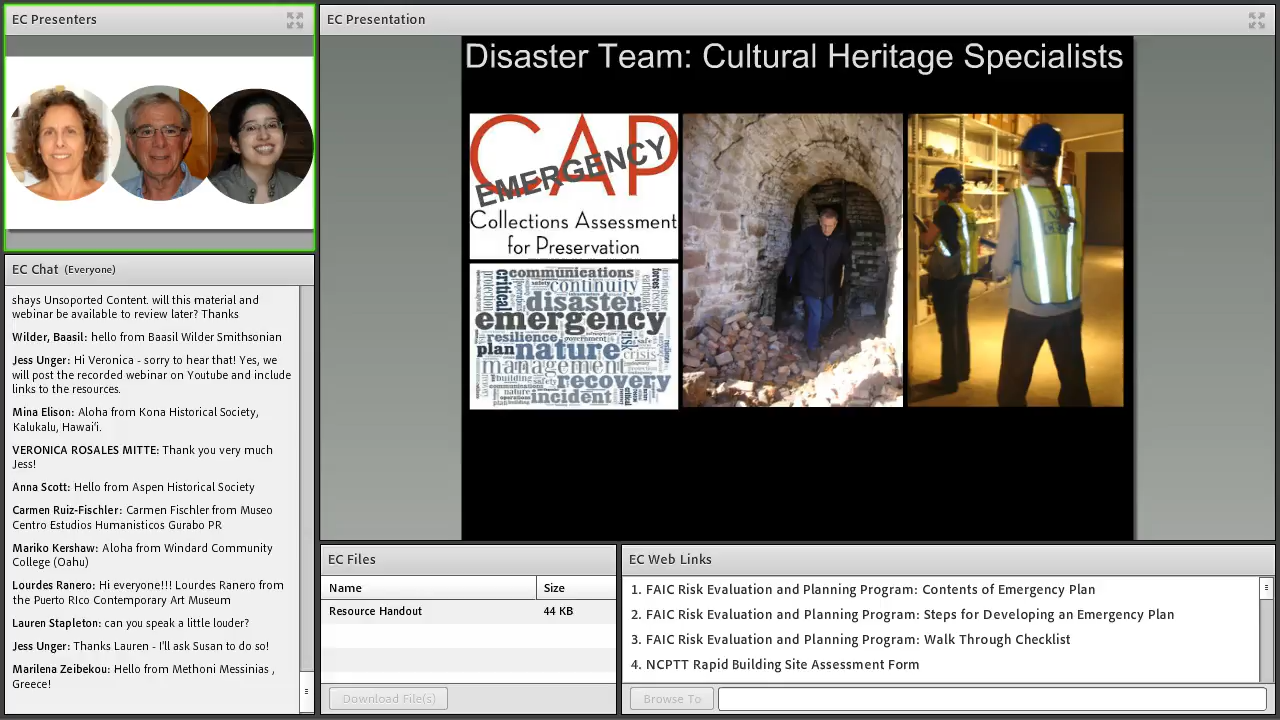 EC Presenters
EC Chat (Everyone)
shays Unsoported Content. will this material and
webinar be available to review later? Thanks
Wilder, Baasil: hello from Baasil Wilder Smithsonian
Jess Unger: Hi Veronica - sorry to hear that! Yes, we
will post the recorded webinar on Youtube and include
links to the resources.
Mina Elison: Aloha from Kona Historical Society,
Kalukalu, Hawai'i.
VERONICA ROSALES MITTE: Thank you very much
Jess!
Anna Scott: Hello from Aspen Historical Society
Carmen Ruiz-Fischler: Carmen Fischler from Museo
Centro Estudios Humanisticos Gurabo PR
Mariko Kershaw: Aloha from Windard Community
College (Oahu)
Lourdes Ranero: Hi everyone!!! Lourdes Ranero from
the Puerto RIco Contemporary Art Museum
Lauren Stapleton: can you speak a little louder?
Jess Unger: Thanks Lauren - I'll ask Susan to do so!
Marilena Zeibekou: Hello from Methoni Messinias ,
Greece!
EC Presentation
Disaster Team: Cultural Heritage Specialists
CAP
EMERGENCY
Collections Assessment
for Preservation
communications
critical
continuity
disaster
emergency
resilience
risk
plan
nature
crisis
management
recovery
incident
EC Files
Name Size
Resource Handout 44 KB
Download File(s)
EC Web Links
1. FAIC Risk Evaluation and Planning Program: Contents of Emergency Plan
2. FAIC Risk Evaluation and Planning Program: Steps for Developing an Emergency Plan
3. FAIC Risk Evaluation and Planning Program: Walk Through Checklist
4. NCPTT Rapid Building Site Assessment Form
Browse To